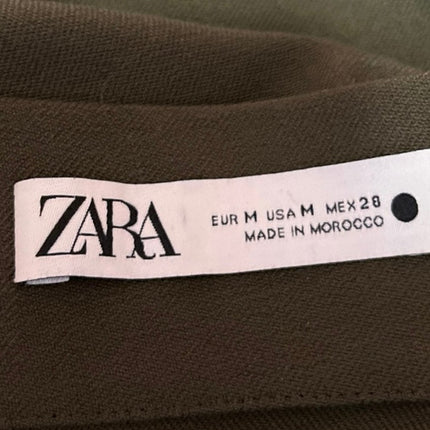 ZARA
EUR M USA M MEX 28
MADE IN MOROCCO